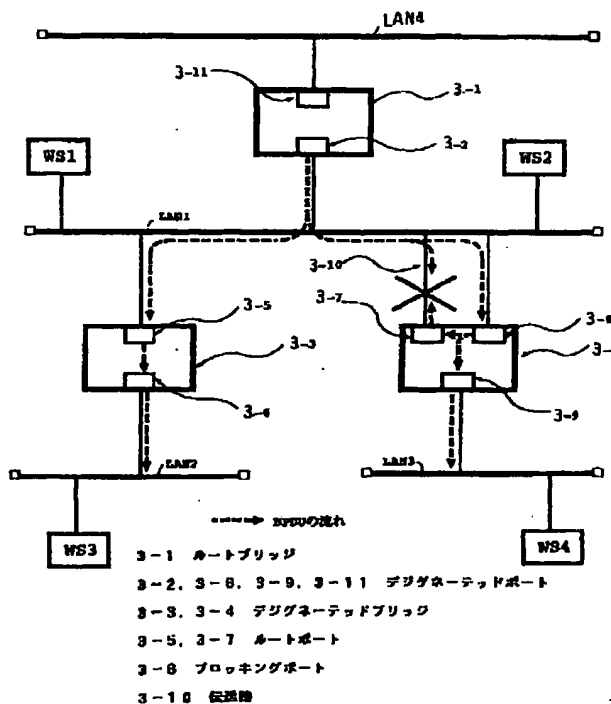 LAN4
3-11
3-1
3-2
WS1
WS2
LAN1
3-10
3-7
3-5
3-8
3-3
3-6
3-9
LAN2
LAN3
BPDUの流れ
WS3
WS4
3-1 ルートブリッジ
3-2, 3-6, 3-9, 3-11 デジグネーテッドポート
3-3, 3-4 デジグネーテッドブリッジ
3-5, 3-7 ルートポート
3-8 ブロッキングポート
3-10 伝送路